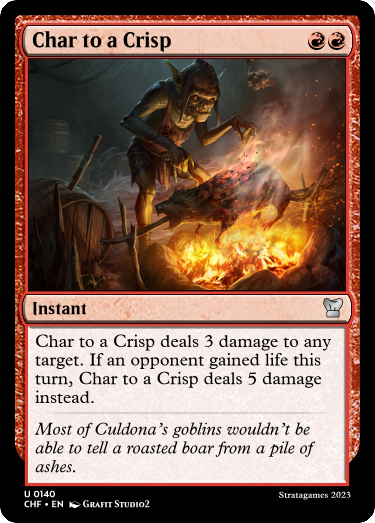 Char to a Crisp
Instant
Char to a Crisp deals 3 damage to any
target. If an opponent gained life this
turn, Char to a Crisp deals 5 damage
instead.
Most of Culdona's goblins wouldn't be
able to tell a roasted boar from a pile of
ashes.
U 0140
CHF • EN Grafit Studio2
Stratagames 2023